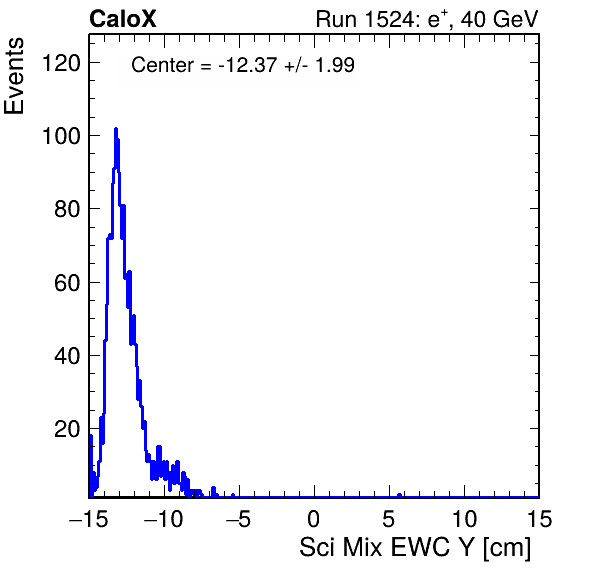 CaloX Run 1524: e⁺, 40 GeV
Events
Center = -12.37 +/- 1.99
120
100
80
60
40
20
−15 −10 −5 0 5 10 15
Sci Mix EWC Y [cm]